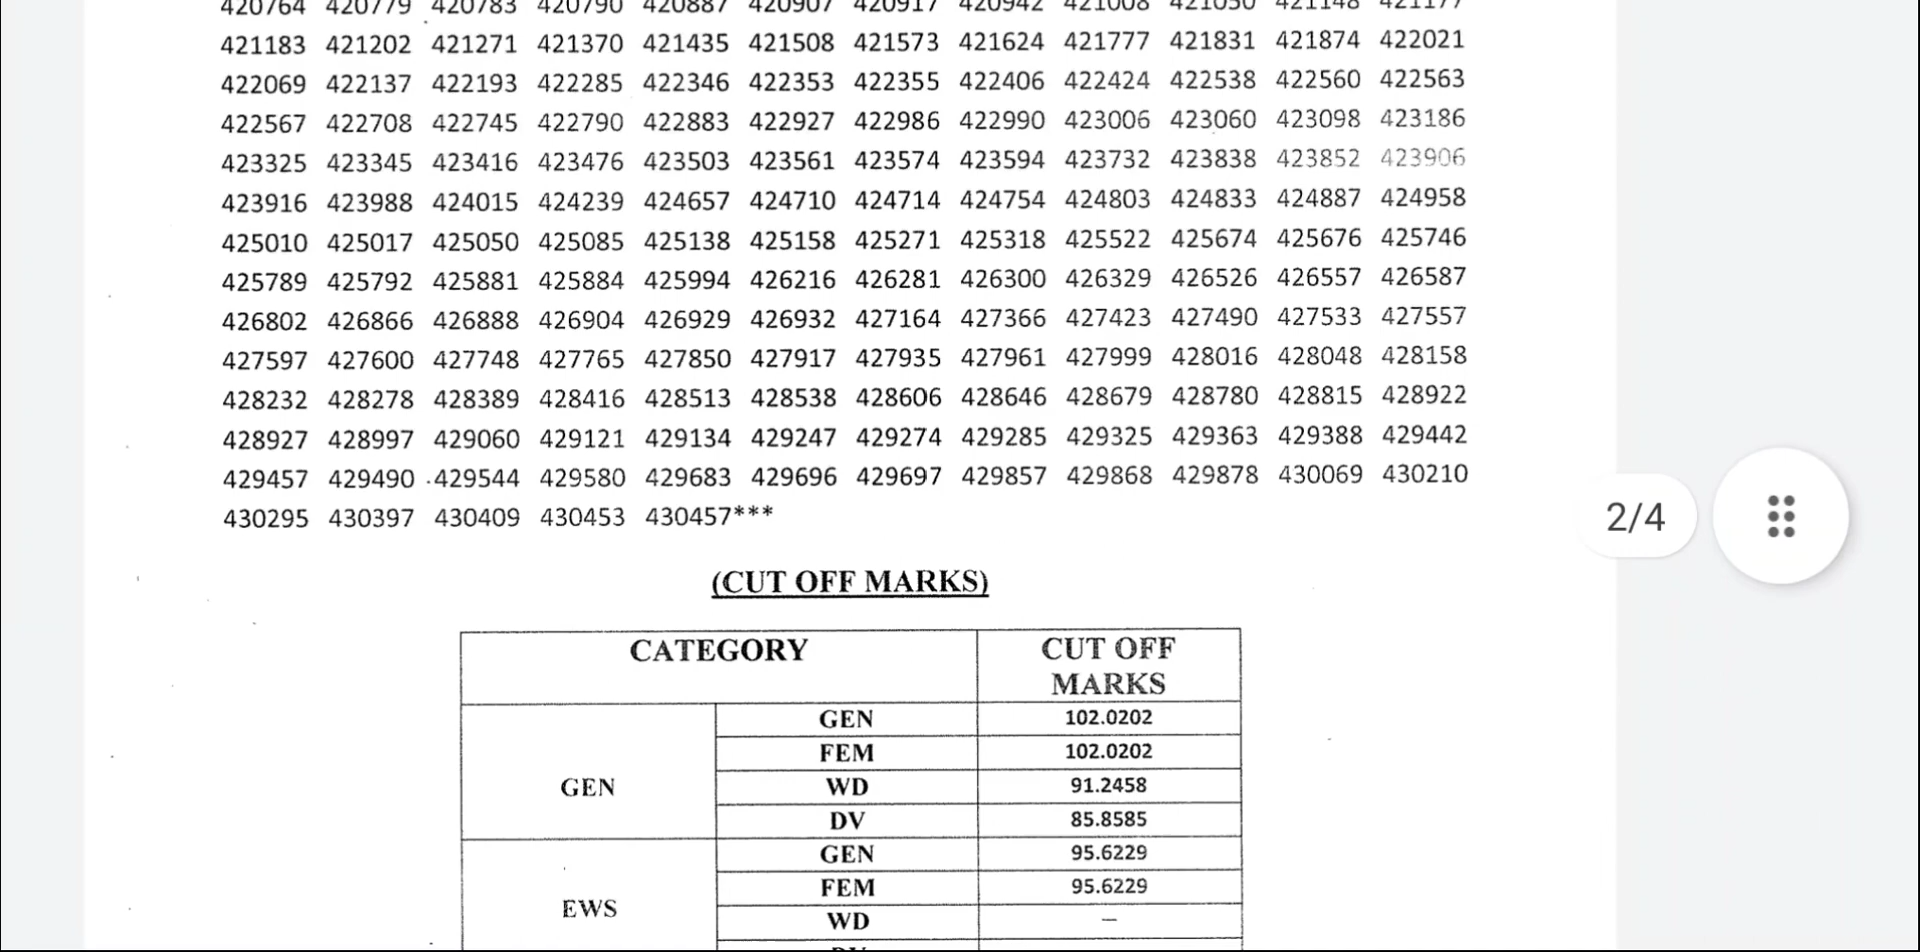 420764 420779 420783 420790 420887 420907 420917 420942 421008 421050 421148 421177
421183 421202 421271 421370 421435 421508 421573 421624 421777 421831 421874 422021
422069 422137 422193 422285 422346 422353 422355 422406 422424 422538 422560 422563
422567 422708 422745 422790 422883 422927 422986 422990 423006 423060 423098 423186
423325 423345 423416 423476 423503 423561 423574 423594 423732 423838 423852 423906
423916 423988 424015 424239 424657 424710 424714 424754 424803 424833 424887 424958
425010 425017 425050 425085 425138 425158 425271 425318 425522 425674 425676 425746
425789 425792 425881 425884 425994 426216 426281 426300 426329 426526 426557 426587
426802 426866 426888 426904 426929 426932 427164 427366 427423 427490 427533 427557
427597 427600 427748 427765 427850 427917 427935 427961 427999 428016 428048 428158
428232 428278 428389 428416 428513 428538 428606 428646 428679 428780 428815 428922
428927 428997 429060 429121 429134 429247 429274 429285 429325 429363 429388 429442
429457 429490 429544 429580 429683 429696 429697 429857 429868 429878 430069 430210
430295 430397 430409 430453 430457***
2/4
(CUT OFF MARKS)
CATEGORY CUT OFF
MARKS
GEN 102.0202
FEM 102.0202
GEN WD 91.2458
DV 85.8585
GEN 95.6229
FEM 95.6229
EWS
WD —